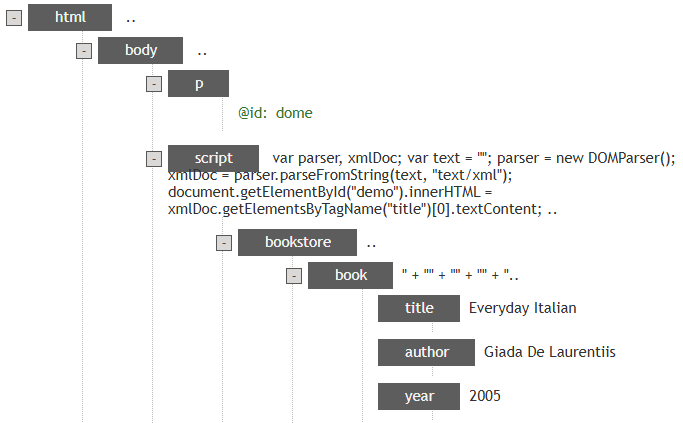 - html ..
- body ..
- p
@id: dome
- script var parser, xmlDoc; var text = ""; parser = new DOMParser();
xmlDoc = parser.parseFromString(text, "text/xml");
document.getElementById("demo").innerHTML =
xmlDoc.getElementsByTagName("title")[0].textContent; ..
- bookstore ..
- book " + "" + "" + "" + "..
title Everyday Italian
author Giada De Laurentiis
year 2005